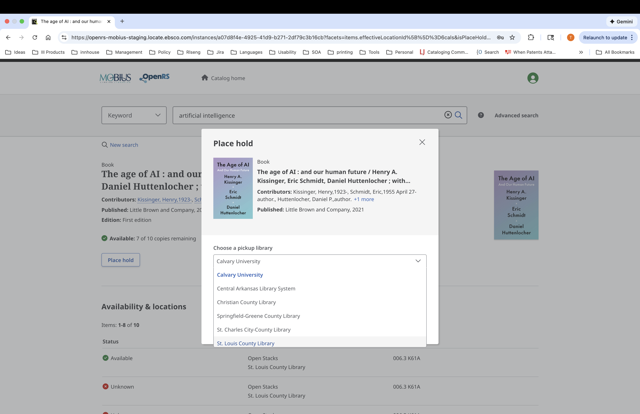 The age of AI : and our human f
Gemini
https://openrs-mobius-staging.locate.ebsco.com/instances/a07d8f4e-4925-41d9-b271-2df79c3b16cb?facets=items.effectiveLocationId%5B%5D%3D6cals&isPlaceHold...
Relaunch to update
Ideas
III Products
innhouse
Management
Policy
Rising
Jira
Languages
Usability
SOA
printing
Tools
Personal
Cataloging Comm...
Search
When Patents Atta...
All Bookmarks
MOBIUS
OPENRS
Catalog home
Keyword
artificial intelligence
Advanced search
New search
Book
The age of AI : and ou
Daniel Huttenlocher ;
Contributors: Kissinger, Henry,1923-, Sch
Published: Little Brown and Company, 20
Edition: First edition
Available: 7 of 10 copies remaining
Place hold
Availability & locations
Items: 1-8 of 10
Status
Available
Open Stacks
St. Louis County Library
006.3 K61A
Unknown
Open Stacks
St. Louis County Library
006.3 K61A
Place hold
The Age of AI
And Our Human Future
Henry A.
Kissinger
Eric
Schmidt
Daniel
Huttenlocher
Book
The age of AI : and our human future / Henry A.
Kissinger, Eric Schmidt, Daniel Huttenlocher ; with...
Contributors: Kissinger, Henry,1923-, Schmidt, Eric,1955 April 27-
author., Huttenlocher, Daniel P,author. +1 more
Published: Little Brown and Company, 2021
Choose a pickup library
Calvary University
Calvary University
Central Arkansas Library System
Christian County Library
Springfield-Greene County Library
St. Charles City-County Library
St. Louis County Library
The Age of AI
Henry A.
Kissinger
Eric
Schmidt
Daniel
Huttenlocher